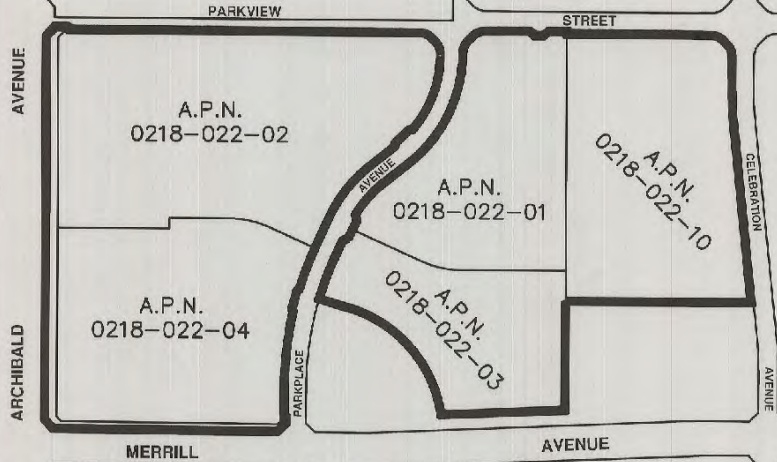 PARKVIEW
STREET
AVENUE
A.P.N.
0218-022-02
AVENUE
A.P.N.
0218-022-01
A.P.N.
0218-022-10
CELEBRATION
A.P.N.
0218-022-04
A.P.N.
0218-022-03
ARCHIBALD
PARKPLACE
AVENUE
MERRILL
AVENUE